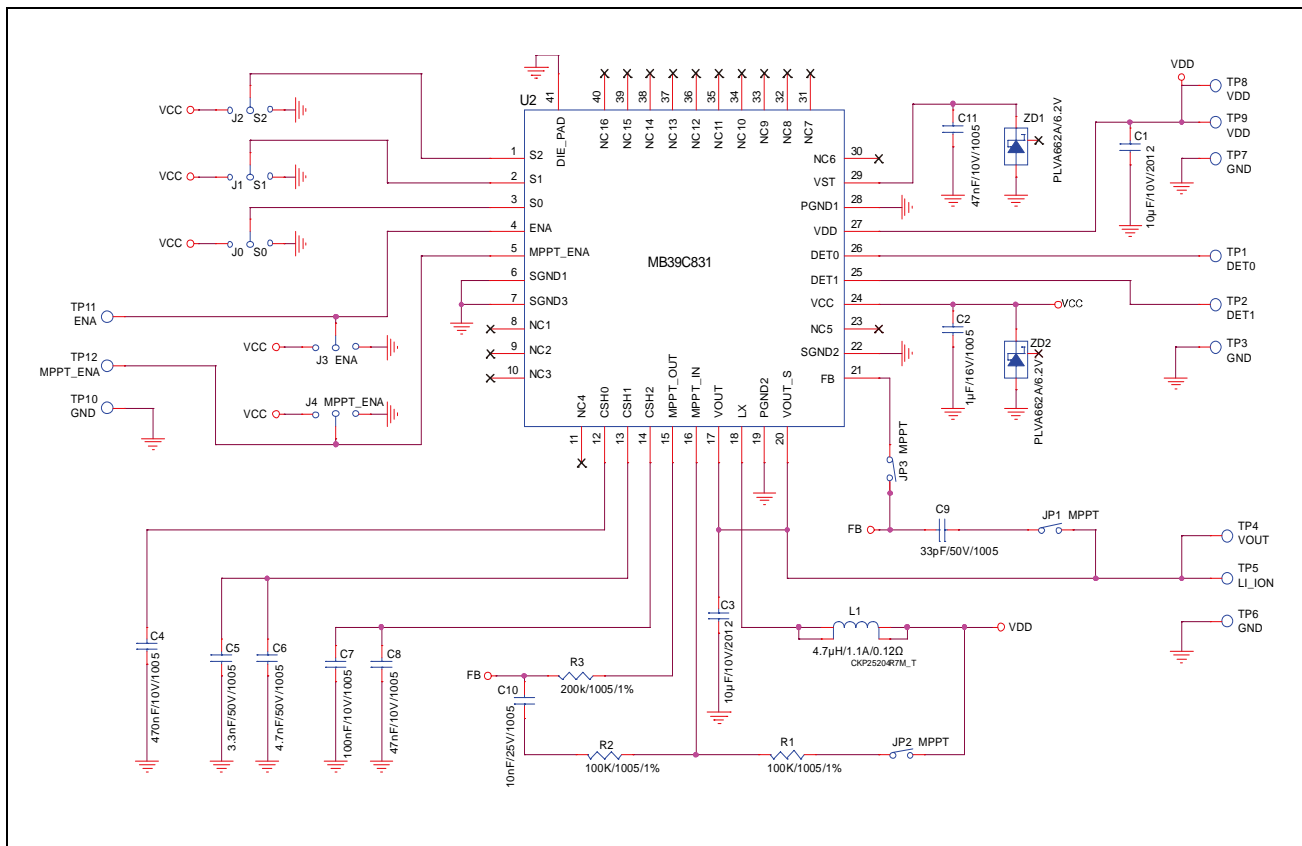 U2
MB39C831
41
DIE_PAD
40
NC16
39
NC15
38
NC14
37
NC13
36
NC12
35
NC11
34
NC10
33
NC9
32
NC8
31
NC7
VCC
J2
S2
VCC
J1
S1
VCC
J0
S0
1
S2
2
S1
3
S0
4
ENA
5
MPPT_ENA
6
SGND1
7
SGND3
8
NC1
9
NC2
10
NC3
TP11
ENA
VCC
J3 ENA
TP12
MPPT_ENA
VCC
J4 MPPT_ENA
TP10
GND
NC6
30
VST
29
PGND1
28
VDD
27
DET0
26
DET1
25
VCC
24
NC5
23
SGND2
22
FB
21
C11
47nF/10V/1005
ZD1
PLVA662A/6.2V
C1
10µF/10V/2012
VDD
TP8
VDD
TP9
VDD
TP7
GND
TP1
DET0
TP2
DET1
TP3
GND
VCC
C2
1µF/16V/1005
ZD2
PLVA662A/6.2V
NC4
11
CSH0
12
CSH1
13
CSH2
14
MPPT_OUT
15
MPPT_IN
16
VOUT
17
LX
18
PGND2
19
VOUT_S
20
JP3 MPPT
FB
C9
33pF/50V/1005
JP1 MPPT
TP4
VOUT
TP5
LI_ION
TP6
GND
C4
470nF/10V/1005
C5
3.3nF/50V/1005
C6
4.7nF/50V/1005
C7
100nF/10V/1005
C8
47nF/10V/1005
C3
10µF/10V/2012
L1
4.7µH/1.1A/0.12Ω
CKP25204R7M_T
VDD
FB
R3
200k/1005/1%
C10
10nF/25V/1005
R2
100K/1005/1%
R1
100K/1005/1%
JP2 MPPT